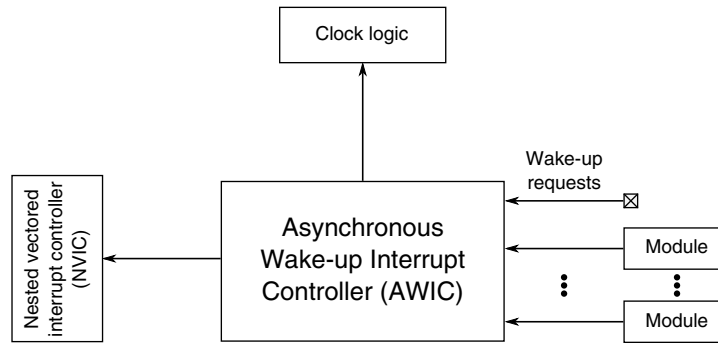 Clock logic
Wake-up
requests
Nested vectored
interrupt controller
(NVIC)
Asynchronous
Wake-up Interrupt
Controller (AWIC)
Module
Module